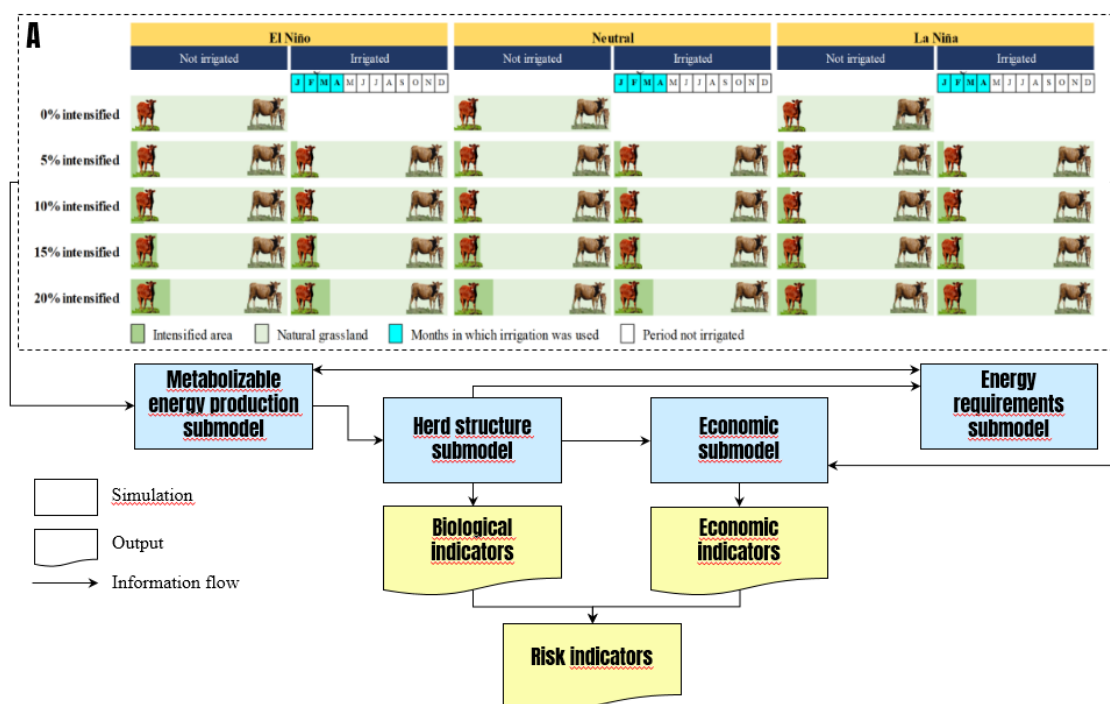 A
El Niño Neutral La Niña
Not irrigated Irrigated Not irrigated Irrigated Not irrigated Irrigated
J F M A M J J A S O N D J F M A M J J A S O N D J F M A M J J A S O N D
0% intensified
5% intensified
10% intensified
15% intensified
20% intensified
Intensified area Natural grassland Months in which irrigation was used Period not irrigated
Metabolizable
energy production
submodel
Energy
requirements
submodel
Herd structure
submodel
Economic
submodel
Simulation
Output
Information flow
Biological
indicators
Economic
indicators
Risk indicators